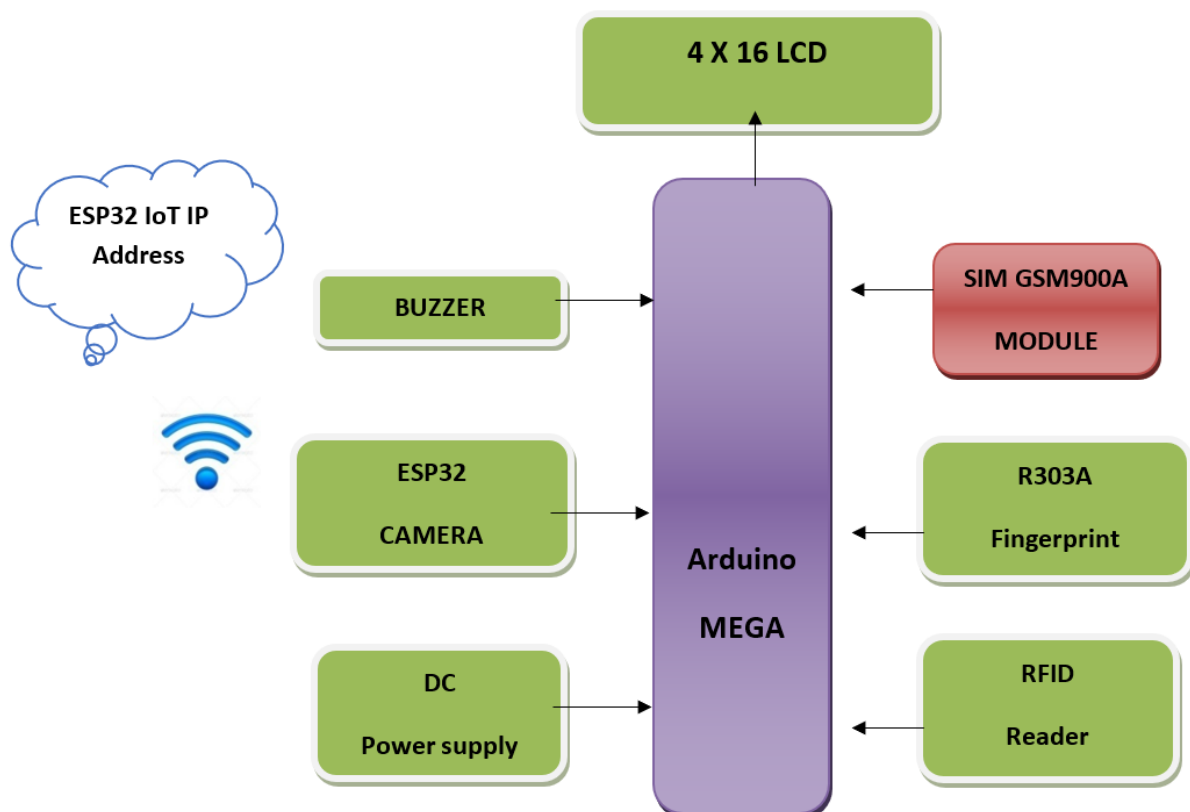 4 X 16 LCD
ESP32 IoT IP
Address
BUZZER
SIM GSM900A
MODULE
ESP32
CAMERA
R303A
Fingerprint
Arduino
MEGA
DC
Power supply
RFID
Reader